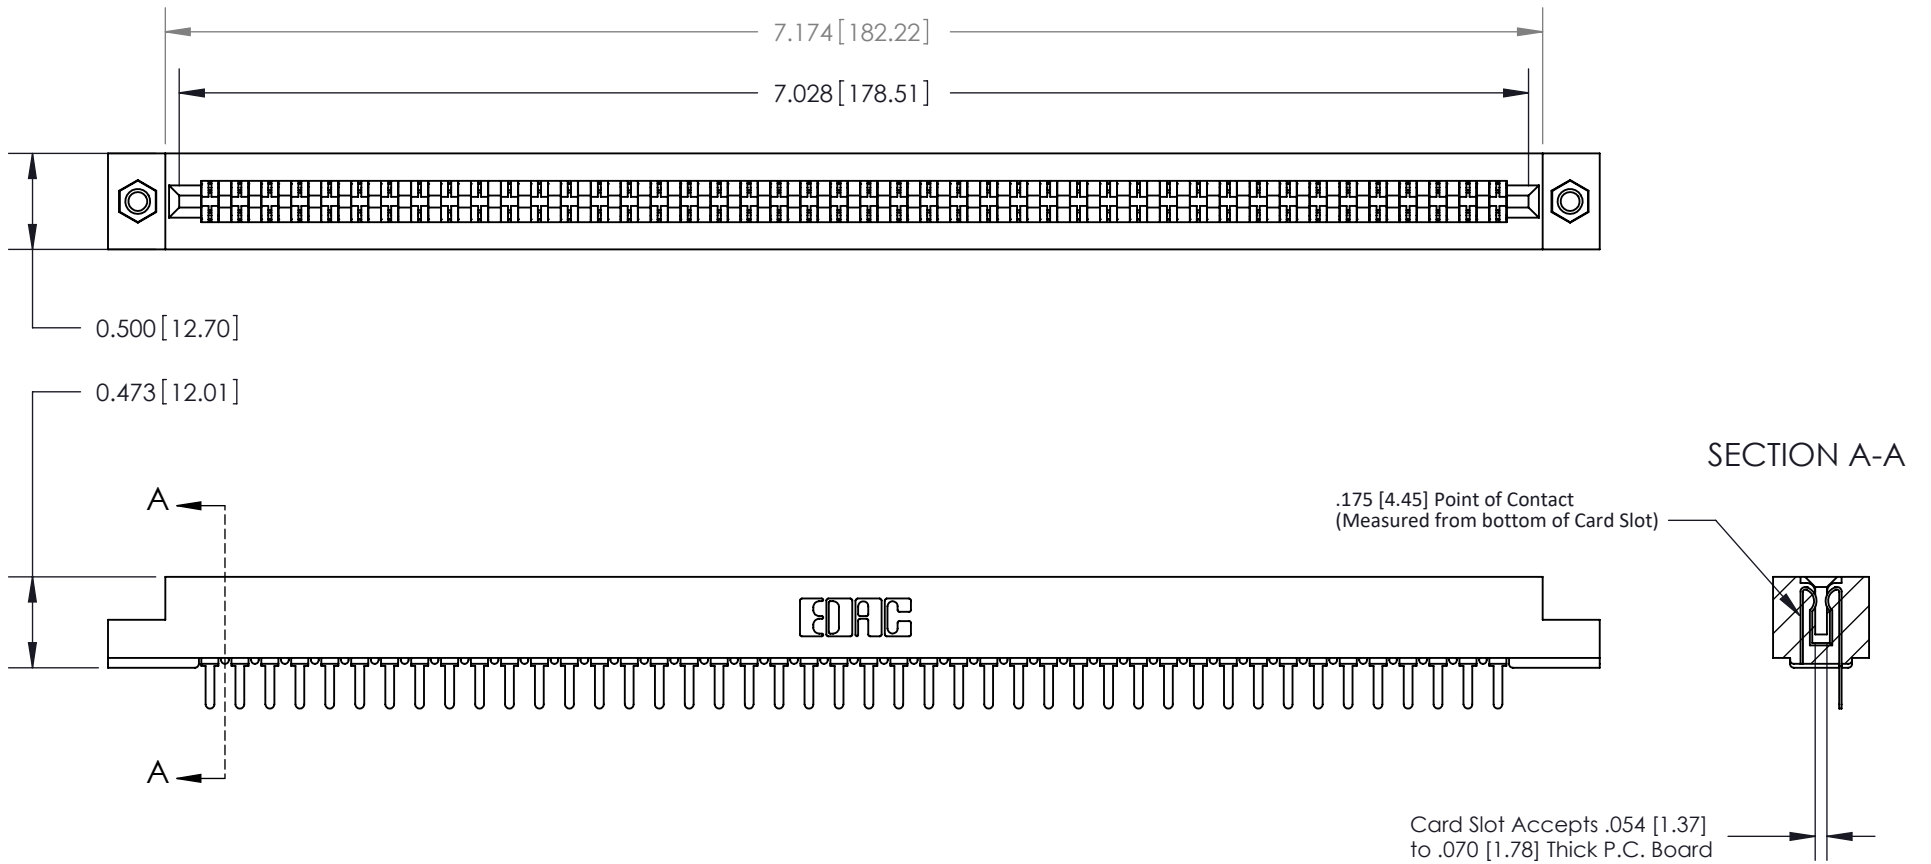 7.174[182.22]
7.028[178.51]
0.500[12.70]
0.473[12.01]
SECTION A-A
.175 [4.45] Point of Contact
(Measured from bottom of Card Slot)
A
EDAC
A
Card Slot Accepts .054 [1.37]
to .070 [1.78] Thick P.C. Board